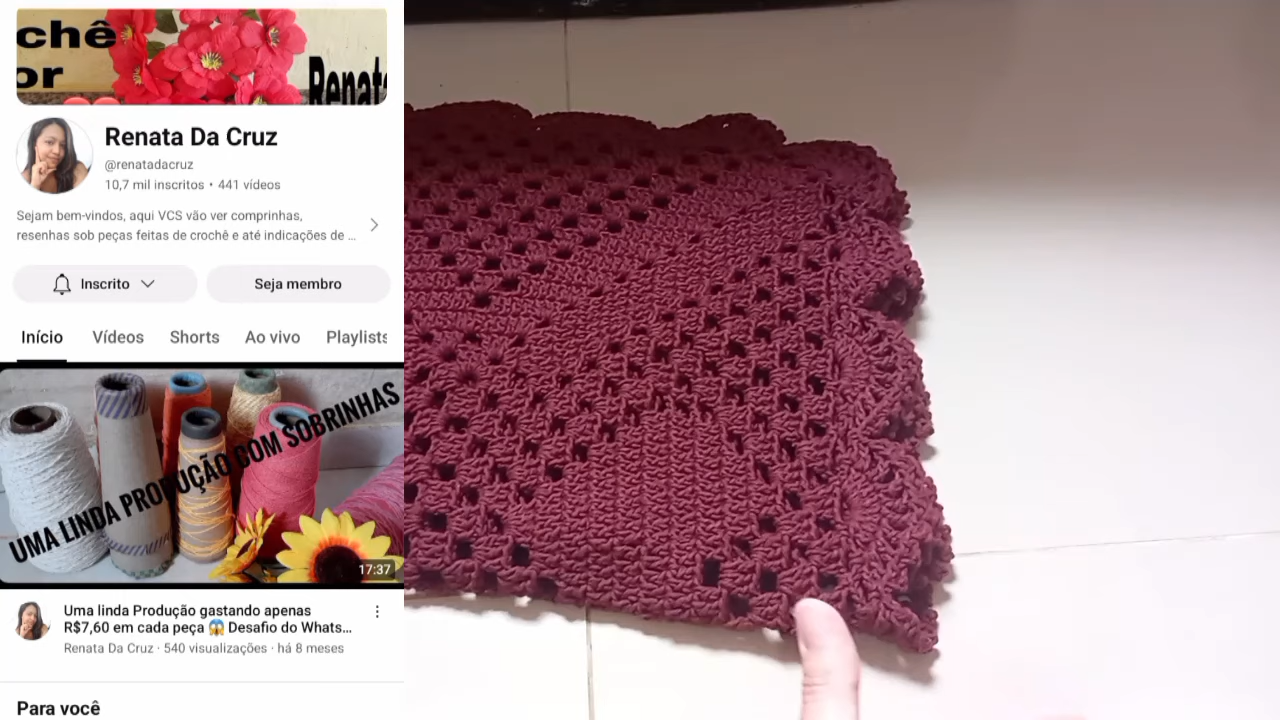 chê
or
Renata
Renata Da Cruz
@renatadacruz
10,7 mil inscritos • 441 vídeos
Sejam bem-vindos, aqui VCS vão ver comprinhas,
resenhas sob peças feitas de crochê e até indicações de ...
Inscrito
Seja membro
Início Vídeos Shorts Ao vivo Playlists
UMA LINDA PRODUÇÃO COM SOBRINHAS
17:37
Uma linda Produção gastando apenas
R$7,60 em cada peça 😱 Desafio do Whats...
Renata Da Cruz · 540 visualizações · há 8 meses
Para você